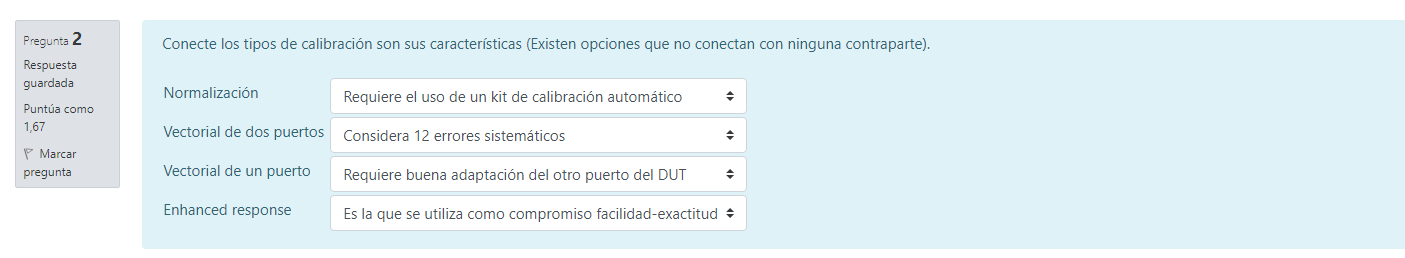 Pregunta 2
Respuesta
guardada
Puntúa como
1,67
Marcar
pregunta
Conecte los tipos de calibración son sus características (Existen opciones que no conectan con ninguna contraparte).
Normalización
Requiere el uso de un kit de calibración automático
Vectorial de dos puertos
Considera 12 errores sistemáticos
Vectorial de un puerto
Requiere buena adaptación del otro puerto del DUT
Enhanced response
Es la que se utiliza como compromiso facilidad-exactitud